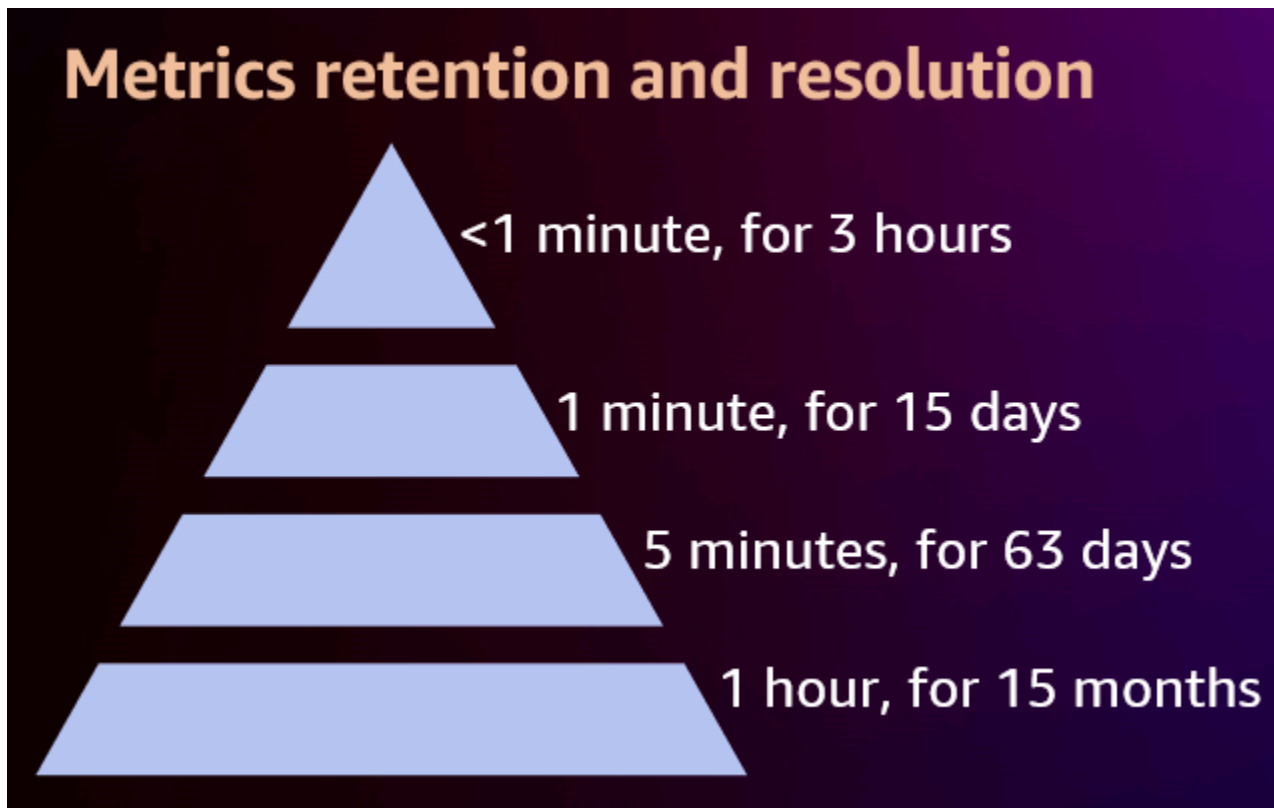 Metrics retention and resolution
<1 minute, for 3 hours
1 minute, for 15 days
5 minutes, for 63 days
1 hour, for 15 months